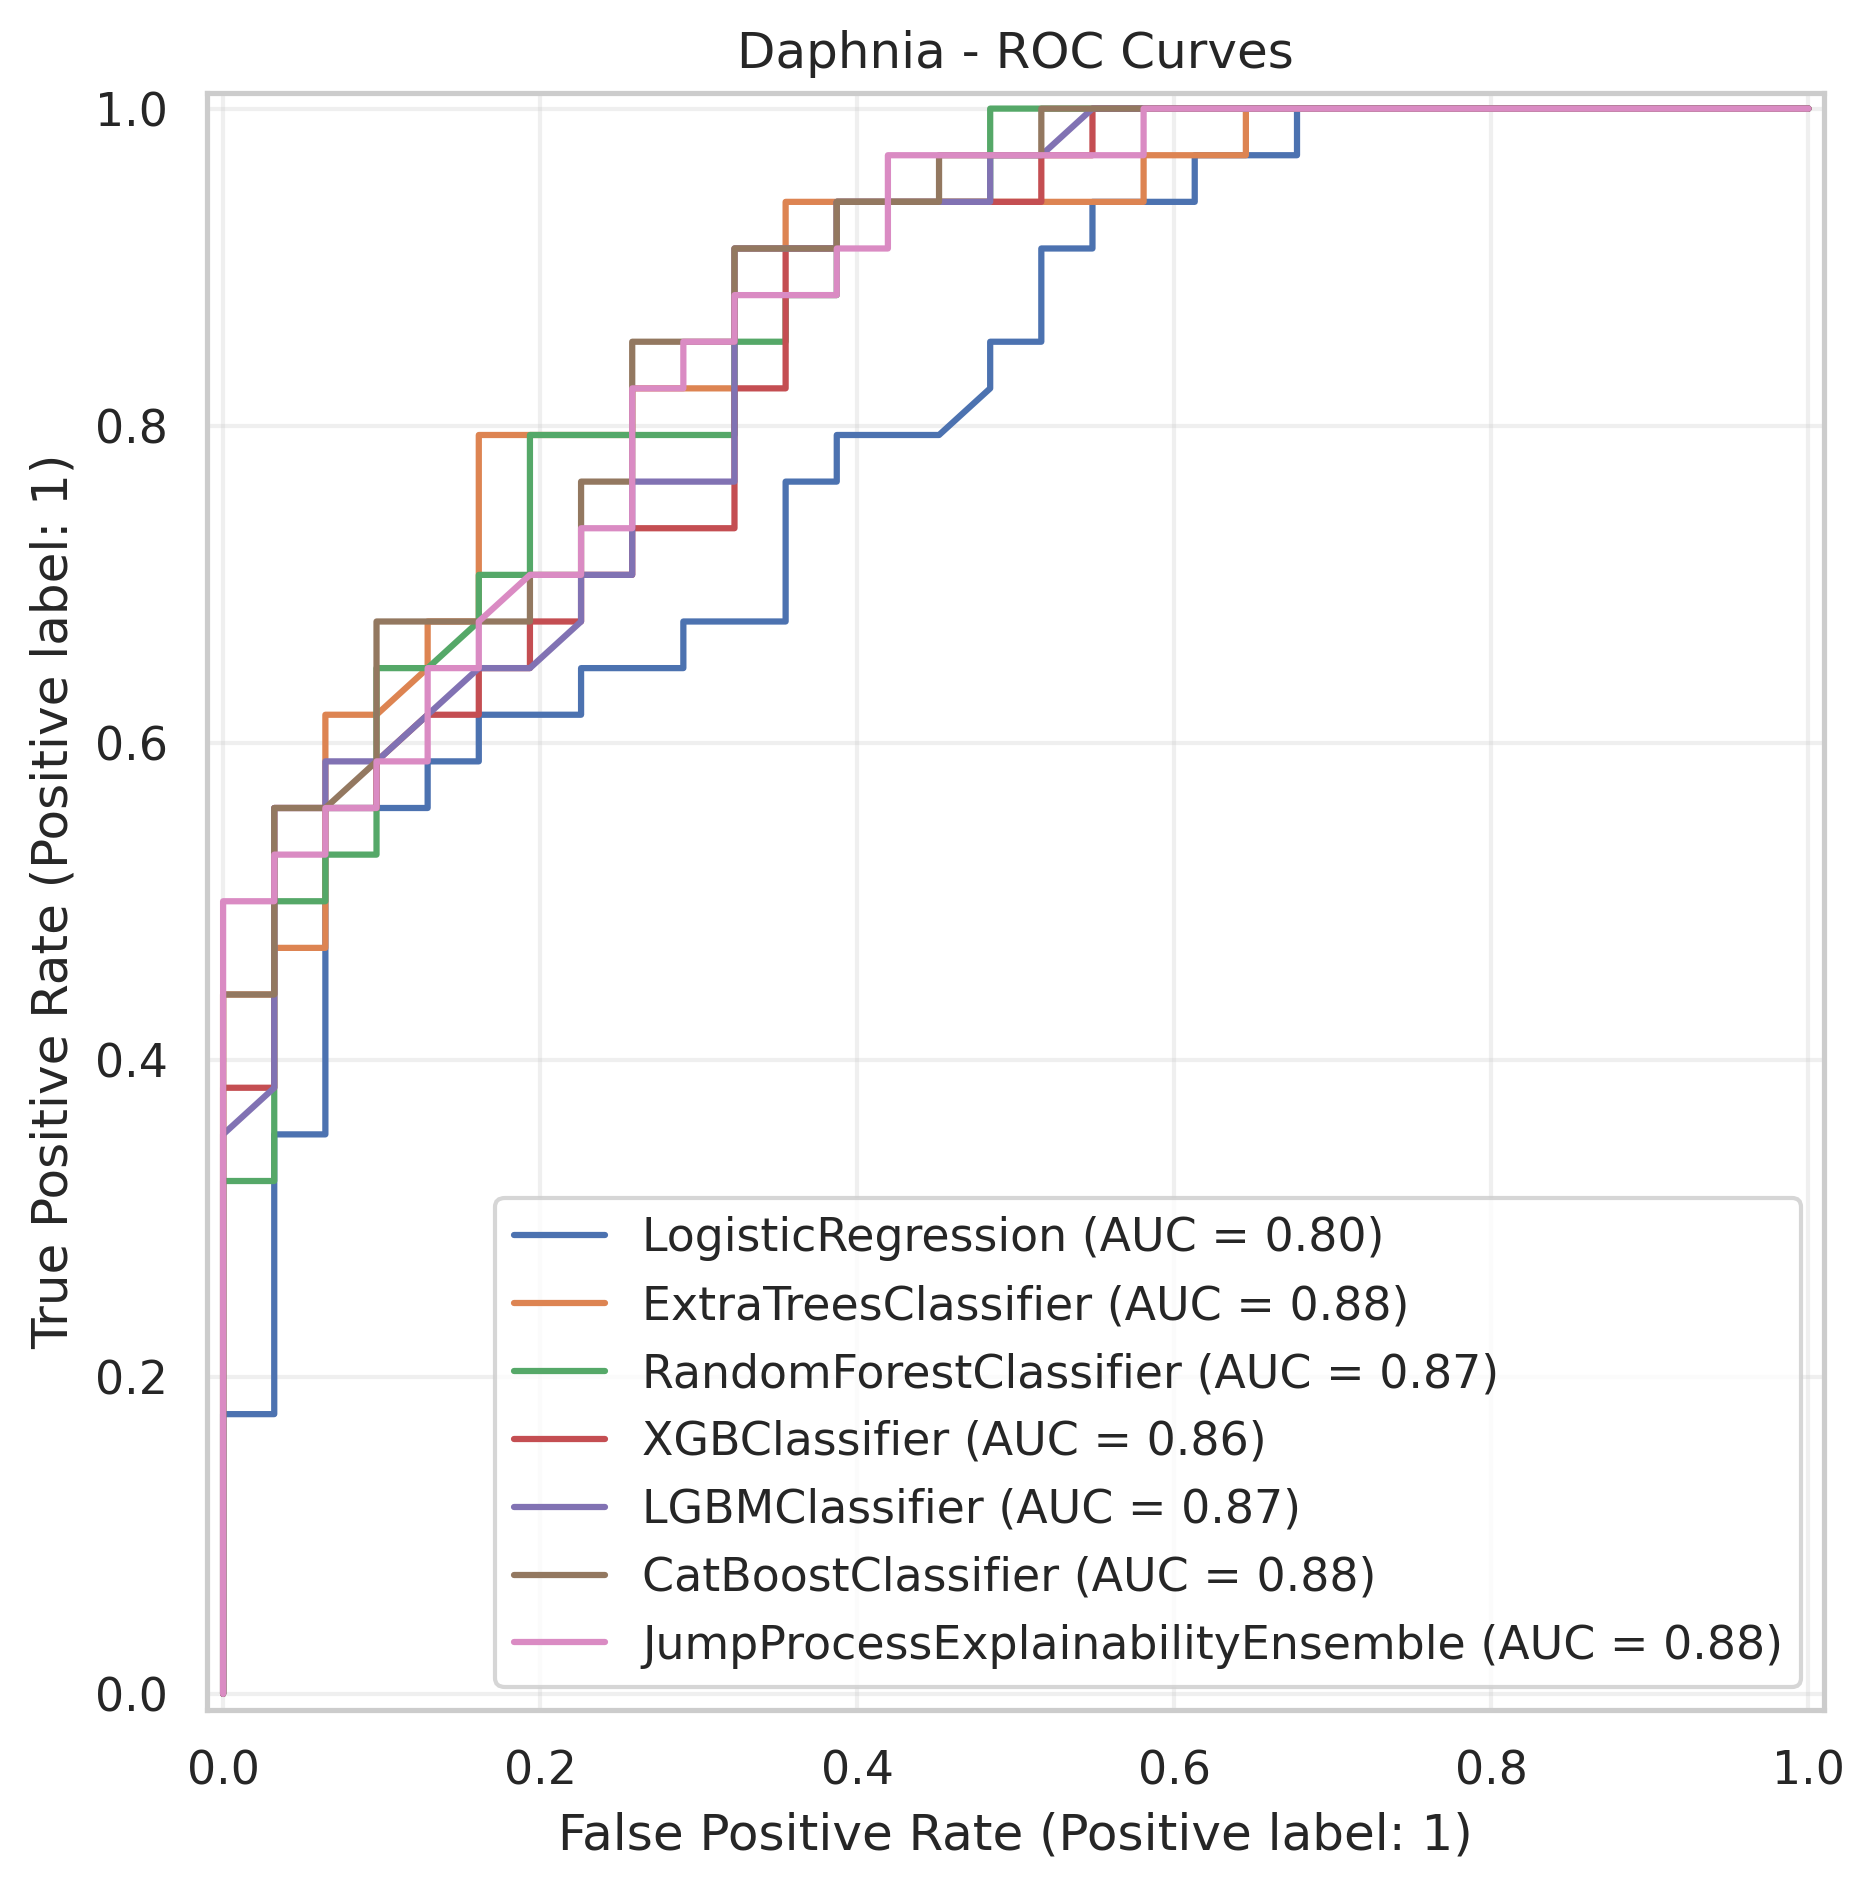 Daphnia - ROC Curves
True Positive Rate (Positive label: 1)
1.0
0.8
0.6
0.4
0.2
0.0
LogisticRegression (AUC = 0.80)
ExtraTreesClassifier (AUC = 0.88)
RandomForestClassifier (AUC = 0.87)
XGBClassifier (AUC = 0.86)
LGBMClassifier (AUC = 0.87)
CatBoostClassifier (AUC = 0.88)
JumpProcessExplainabilityEnsemble (AUC = 0.88)
0.0 0.2 0.4 0.6 0.8 1.0
False Positive Rate (Positive label: 1)